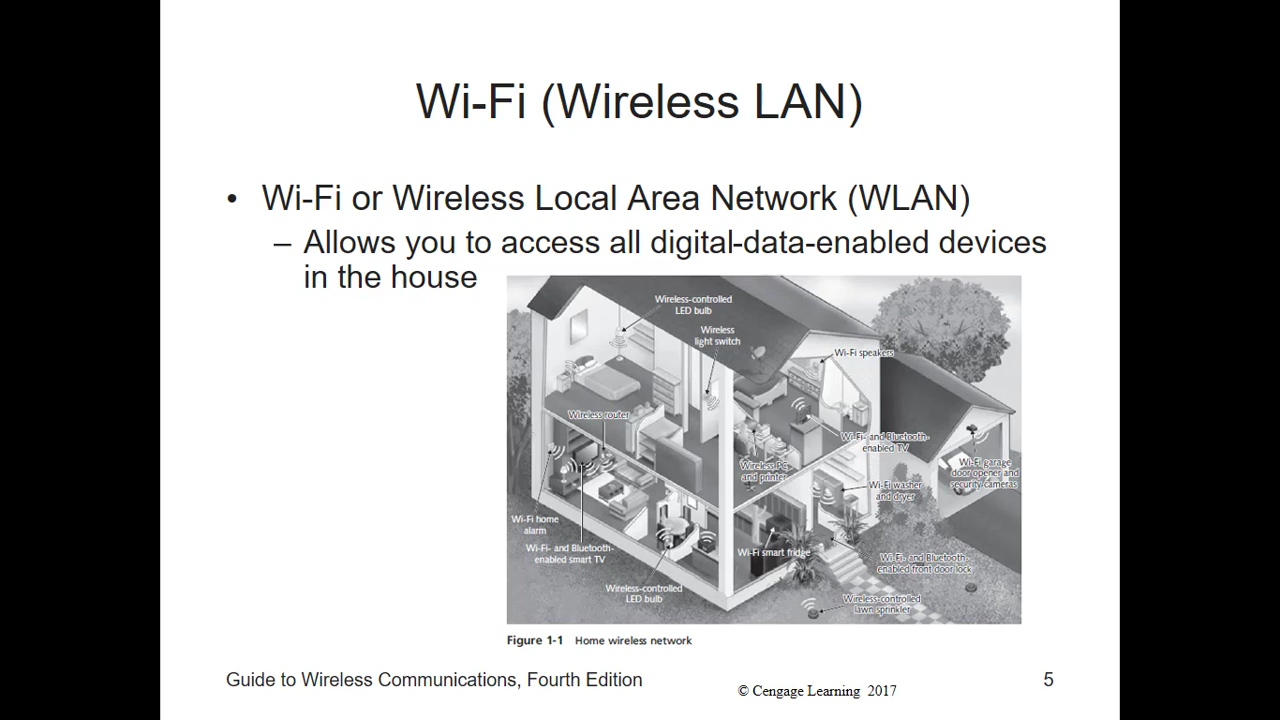 Wi-Fi (Wireless LAN)
• Wi-Fi or Wireless Local Area Network (WLAN)
– Allows you to access all digital-data-enabled devices
in the house
Wireless-controlled
LED bulb
Wireless
light switch
Wi-Fi speakers
Wireless router
Wi-Fi- and Bluetooth-
enabled TV
Wireless PC
and printer
Wi-Fi garage
door opener and
security cameras
Wi-Fi washer
and dryer
Wi-Fi home
alarm
Wi-Fi- and Bluetooth-
enabled smart TV
Wi-Fi smart fridge
Wi-Fi- and Bluetooth-
enabled front door lock
Wireless-controlled
LED bulb
Wireless-controlled
lawn sprinkler
Figure 1-1 Home wireless network
Guide to Wireless Communications, Fourth Edition
© Cengage Learning 2017
5